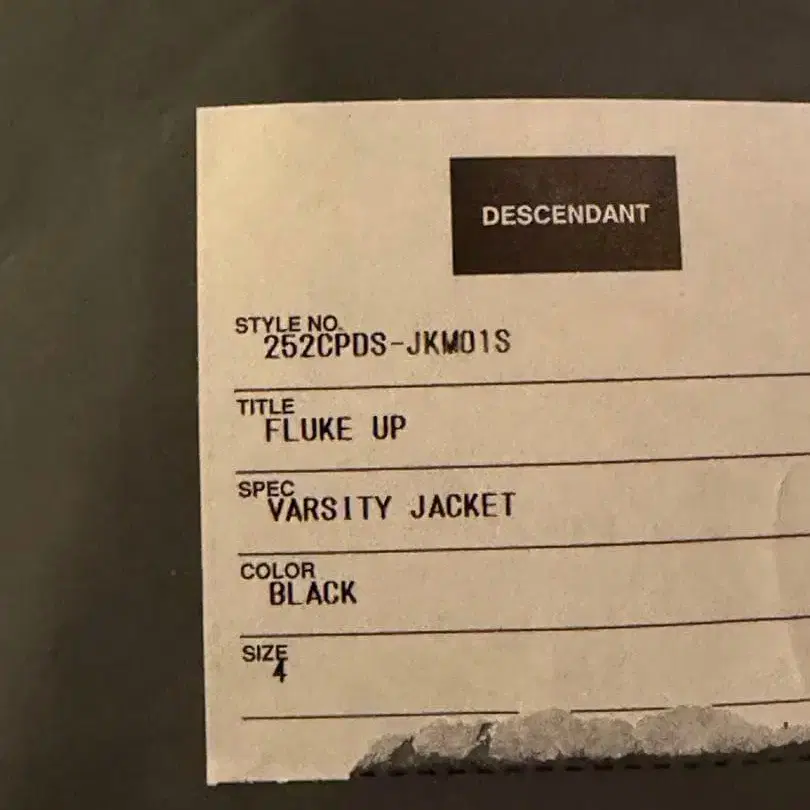 DESCENDANT
STYLE NO.
252CPDS-JKM01S
TITLE
FLUKE UP
SPEC
VARSITY JACKET
COLOR
BLACK
SIZE
4